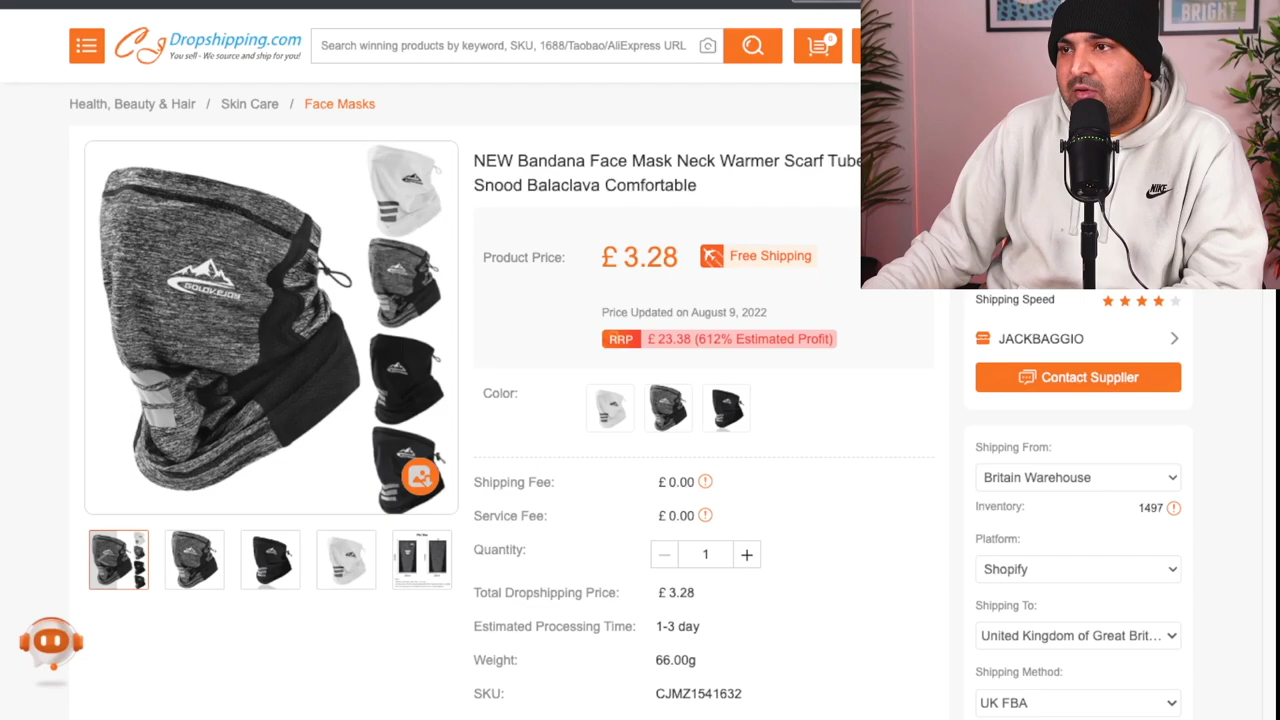 CJ Dropshipping.com
You sell - We source and ship for you!
Search winning products by keyword, SKU, 1688/Taobao/AliExpress URL
0
BRIGHT
Health, Beauty & Hair / Skin Care / Face Masks
NEW Bandana Face Mask Neck Warmer Scarf Tube
Snood Balaclava Comfortable
Product Price: £ 3.28 Free Shipping
Price Updated on August 9, 2022
RRP £ 23.38 (612% Estimated Profit)
Color:
GOLOVEJOY
Shipping Fee: £ 0.00
Service Fee: £ 0.00
Quantity: 1
Total Dropshipping Price: £ 3.28
Estimated Processing Time: 1-3 day
Weight: 66.00g
SKU: CJMZ1541632
NIKE
Shipping Speed
JACKBAGGIO
Contact Supplier
Shipping From:
Britain Warehouse
Inventory: 1497
Platform:
Shopify
Shipping To:
United Kingdom of Great Brit...
Shipping Method:
UK FBA